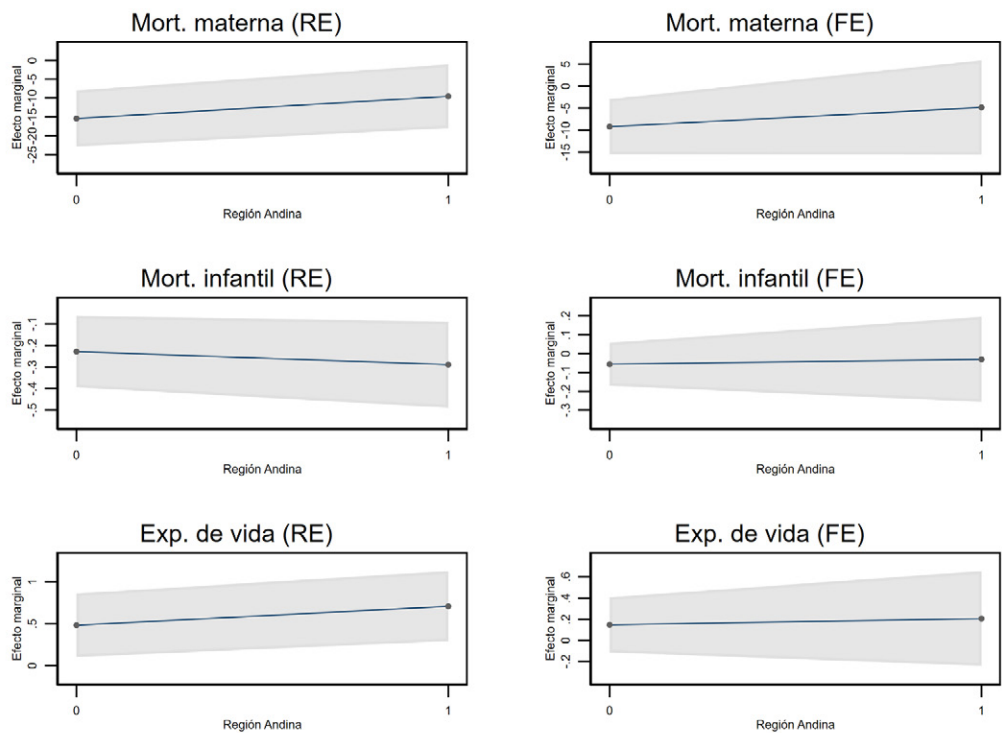 Mort. materna (RE)
Efecto marginal
0
-5
-10
-15
-20
-25
0
1
Región Andina
Mort. materna (FE)
Efecto marginal
5
0
-5
-10
-15
0
1
Región Andina
Mort. infantil (RE)
Efecto marginal
-.1
-.2
-.3
-.4
-.5
0
1
Región Andina
Mort. infantil (FE)
Efecto marginal
.2
.1
0
-.1
-.2
-.3
0
1
Región Andina
Exp. de vida (RE)
Efecto marginal
1
.5
0
0
1
Región Andina
Exp. de vida (FE)
Efecto marginal
.6
.4
.2
0
-.2
0
1
Región Andina